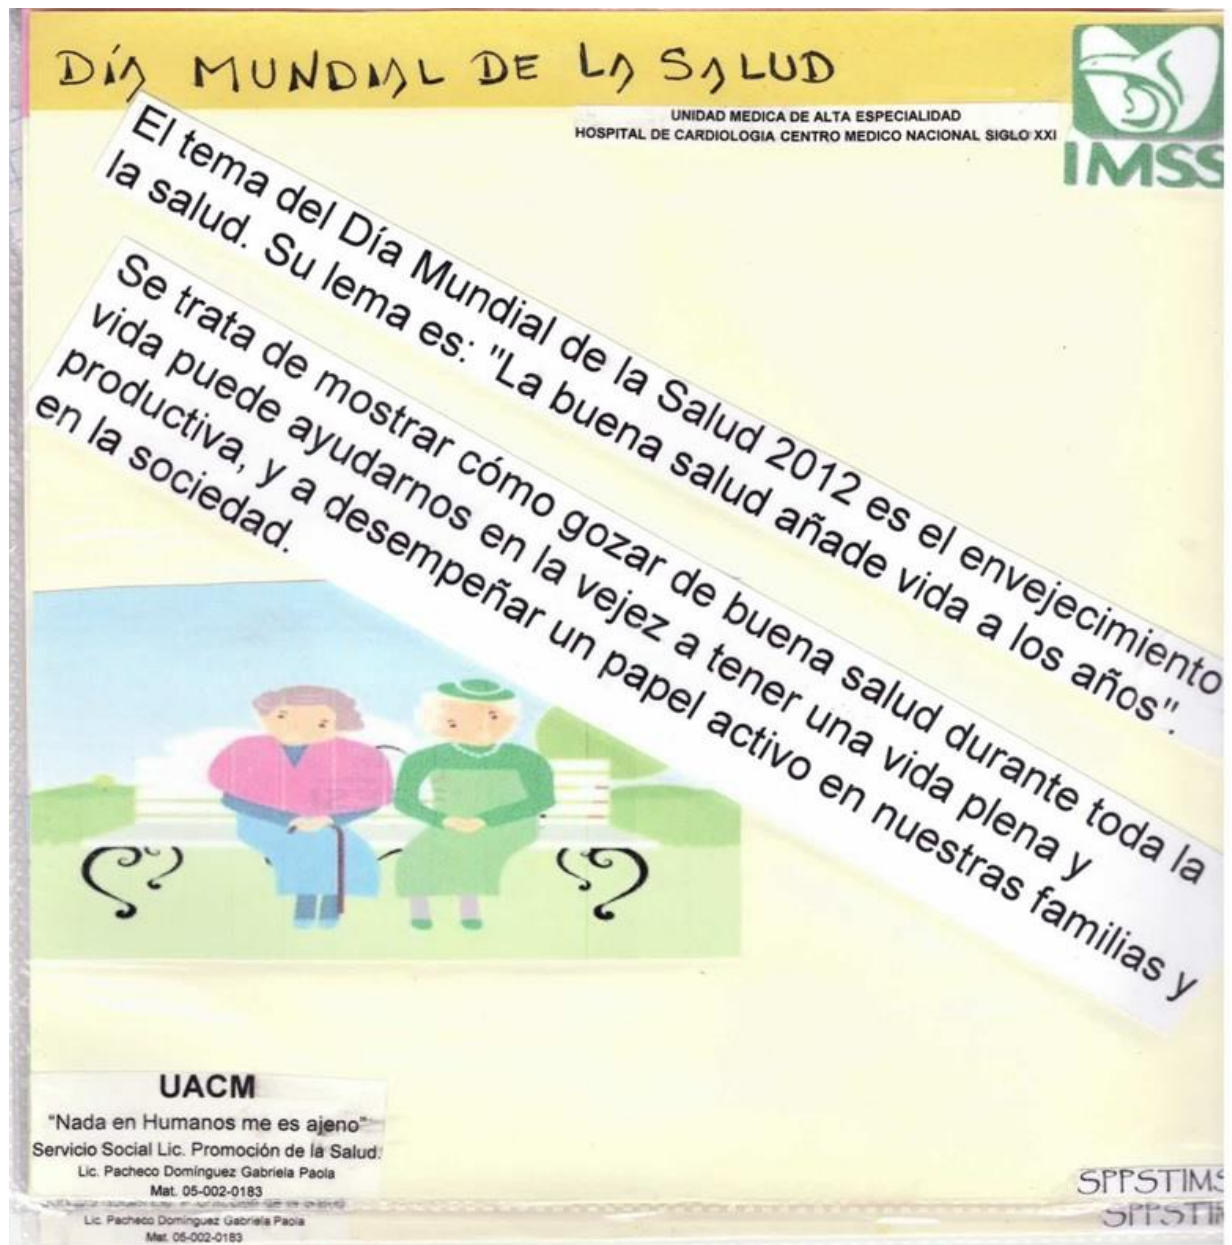 DÍA MUNDIAL DE LA SALUD
UNIDAD MEDICA DE ALTA ESPECIALIDAD
HOSPITAL DE CARDIOLOGIA CENTRO MEDICO NACIONAL SIGLO XXI
IMSS
El tema del Día Mundial de la Salud 2012 es el envejecimiento
la salud. Su lema es: "La buena salud añade vida a los años".
Se trata de mostrar cómo gozar de buena salud durante toda la
vida puede ayudarnos en la vejez a tener una vida plena y
productiva, y a desempeñar un papel activo en nuestras familias y
en la sociedad.
UACM
"Nada en Humanos me es ajeno"
Servicio Social Lic. Promoción de la Salud.
Lic. Pacheco Domínguez Gabriela Paola
Mat. 05-002-0183
Lic. Pacheco Domínguez Gabriela Paola
Mat. 05-002-0183
SPPSTIMS
SPPSTIM